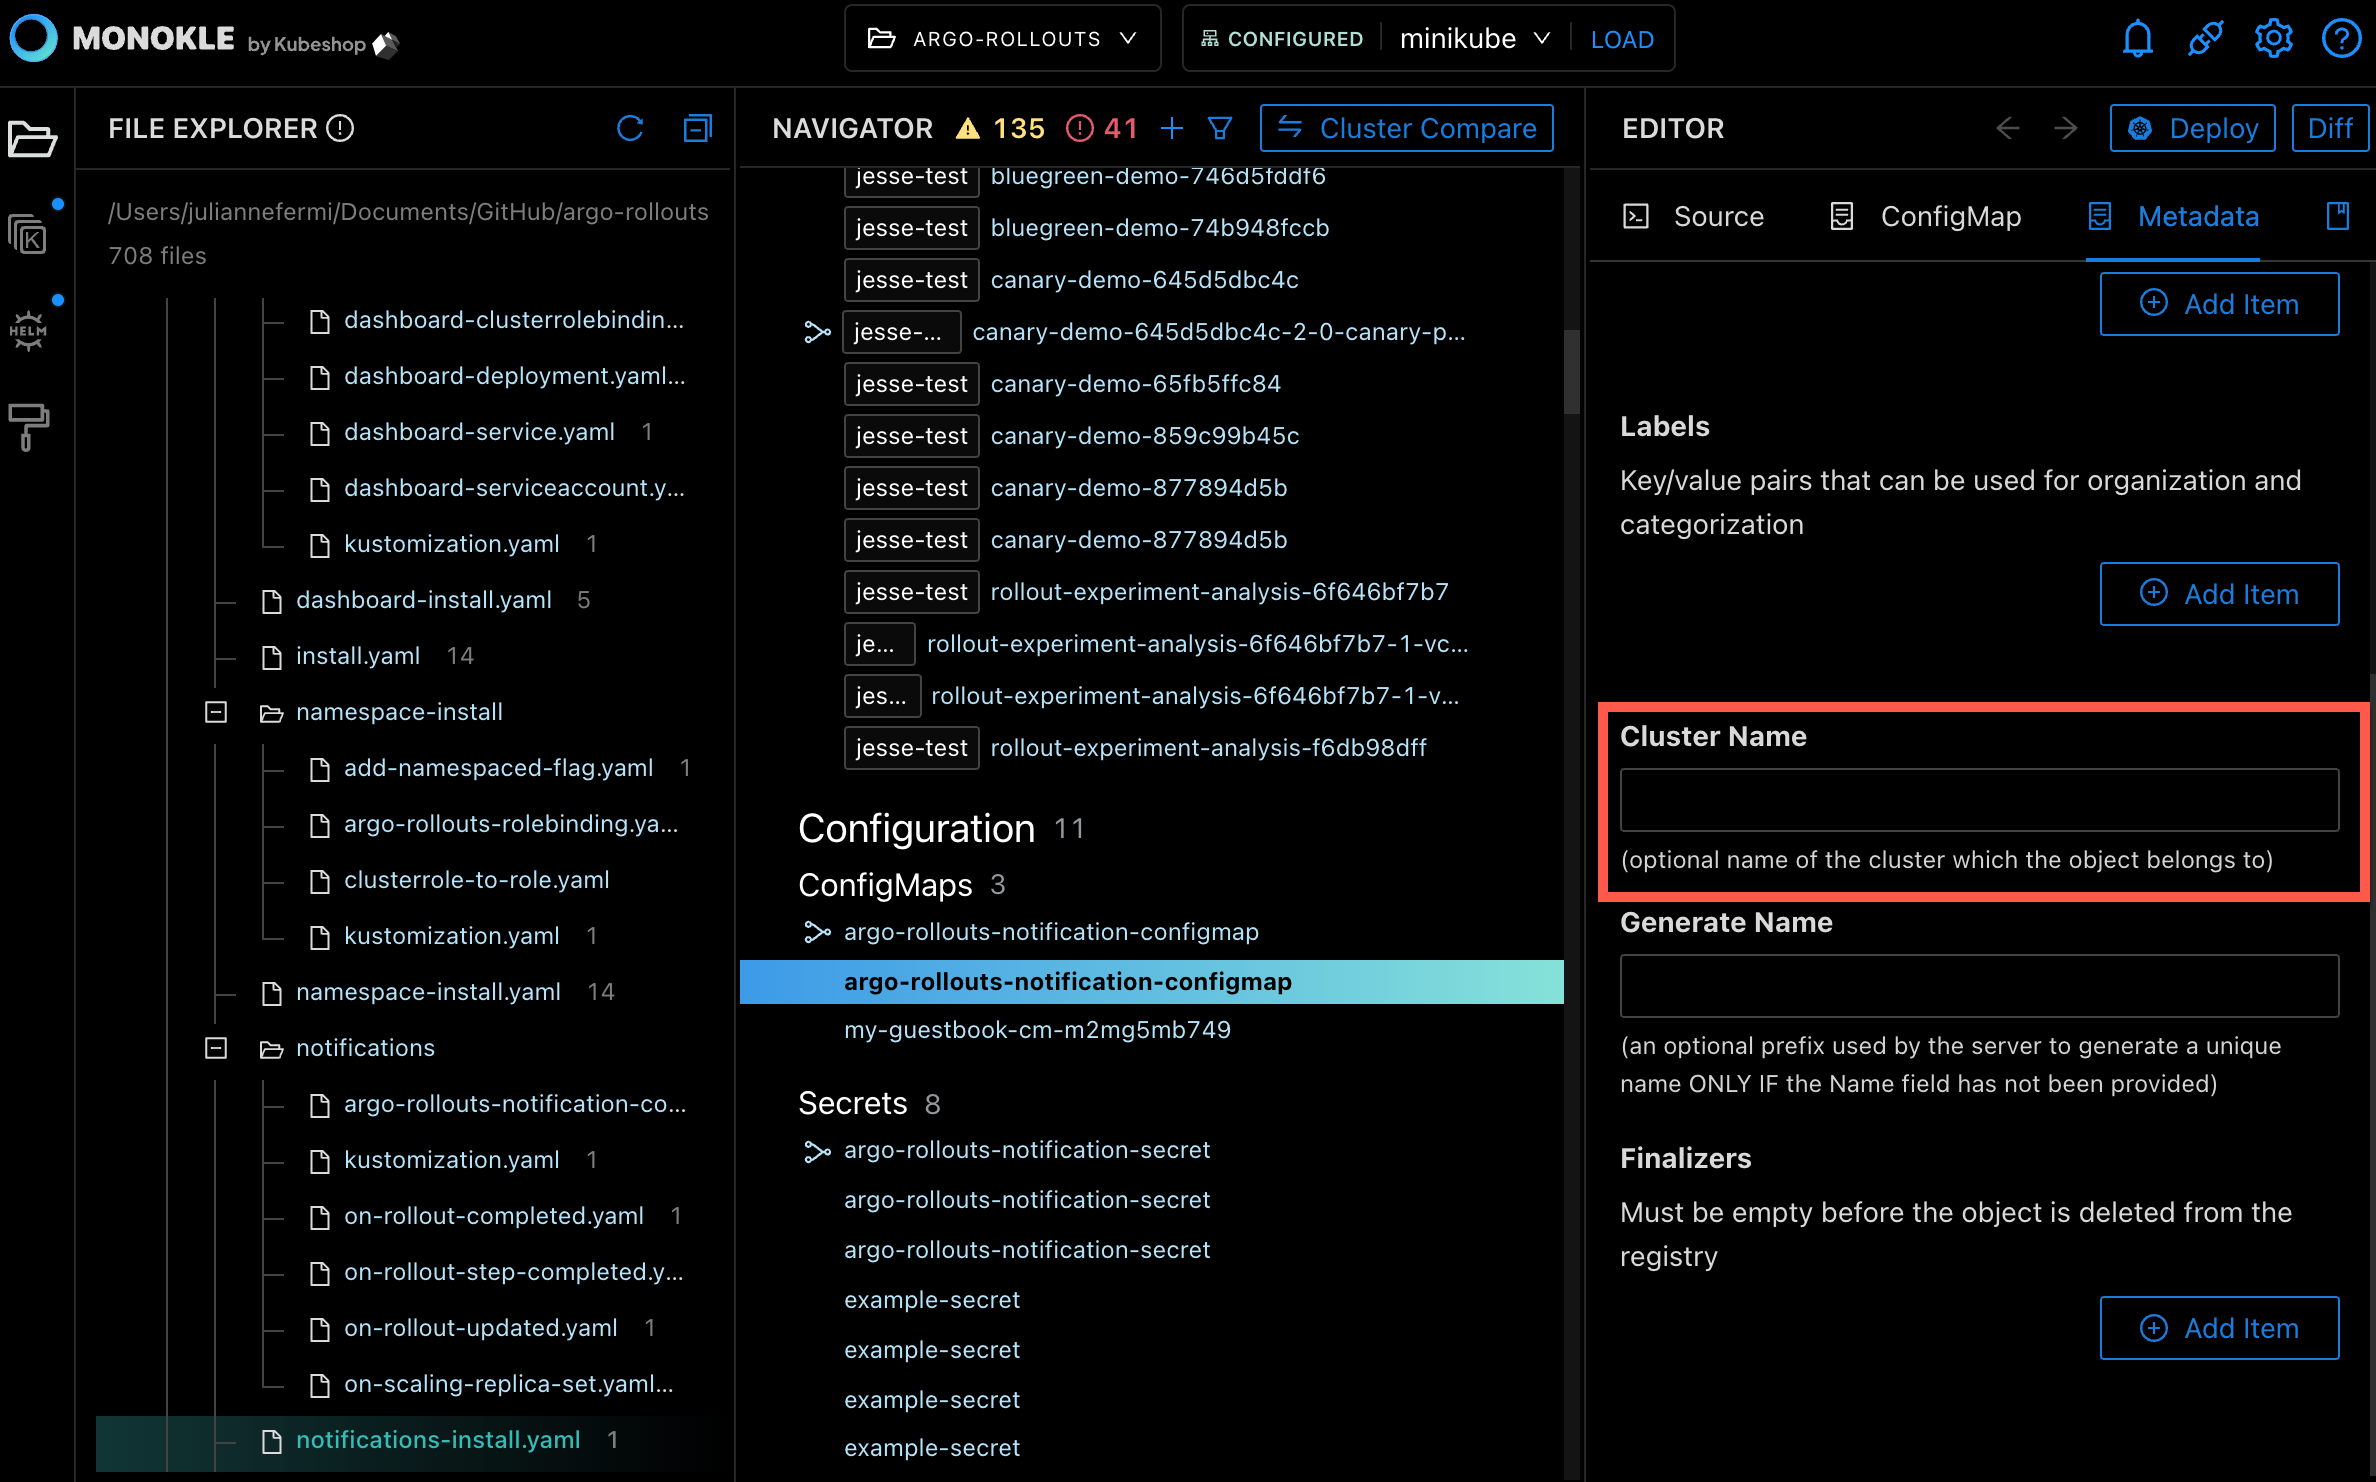 MONOKLE by Kubeshop
ARGO-ROLLOUTS
CONFIGURED minikube LOAD
FILE EXPLORER
/Users/juliannefermi/Documents/GitHub/argo-rollouts
708 files
HELM
dashboard-clusterrolebindin...
dashboard-deployment.yaml...
dashboard-service.yaml 1
dashboard-serviceaccount.y...
kustomization.yaml 1
dashboard-install.yaml 5
install.yaml 14
namespace-install
add-namespaced-flag.yaml 1
argo-rollouts-rolebinding.ya...
clusterrole-to-role.yaml
kustomization.yaml 1
namespace-install.yaml 14
notifications
argo-rollouts-notification-co...
kustomization.yaml 1
on-rollout-completed.yaml 1
on-rollout-step-completed.y...
on-rollout-updated.yaml 1
on-scaling-replica-set.yaml...
notifications-install.yaml 1
NAVIGATOR 135 41 Cluster Compare
jesse-test bluegreen-demo-746d5fddf6
jesse-test bluegreen-demo-74b948fccb
jesse-test canary-demo-645d5dbc4c
jesse-... canary-demo-645d5dbc4c-2-0-canary-p...
jesse-test canary-demo-65fb5ffc84
jesse-test canary-demo-859c99b45c
jesse-test canary-demo-877894d5b
jesse-test canary-demo-877894d5b
jesse-test rollout-experiment-analysis-6f646bf7b7
je... rollout-experiment-analysis-6f646bf7b7-1-vc...
jes... rollout-experiment-analysis-6f646bf7b7-1-v...
jesse-test rollout-experiment-analysis-f6db98dff
Configuration 11
ConfigMaps 3
argo-rollouts-notification-configmap
argo-rollouts-notification-configmap
my-guestbook-cm-m2mg5mb749
Secrets 8
argo-rollouts-notification-secret
argo-rollouts-notification-secret
argo-rollouts-notification-secret
example-secret
example-secret
example-secret
example-secret
EDITOR Deploy Diff
Source ConfigMap Metadata
Add Item
Labels
Key/value pairs that can be used for organization and
categorization
Add Item
Cluster Name
(optional name of the cluster which the object belongs to)
Generate Name
(an optional prefix used by the server to generate a unique
name ONLY IF the Name field has not been provided)
Finalizers
Must be empty before the object is deleted from the
registry
Add Item